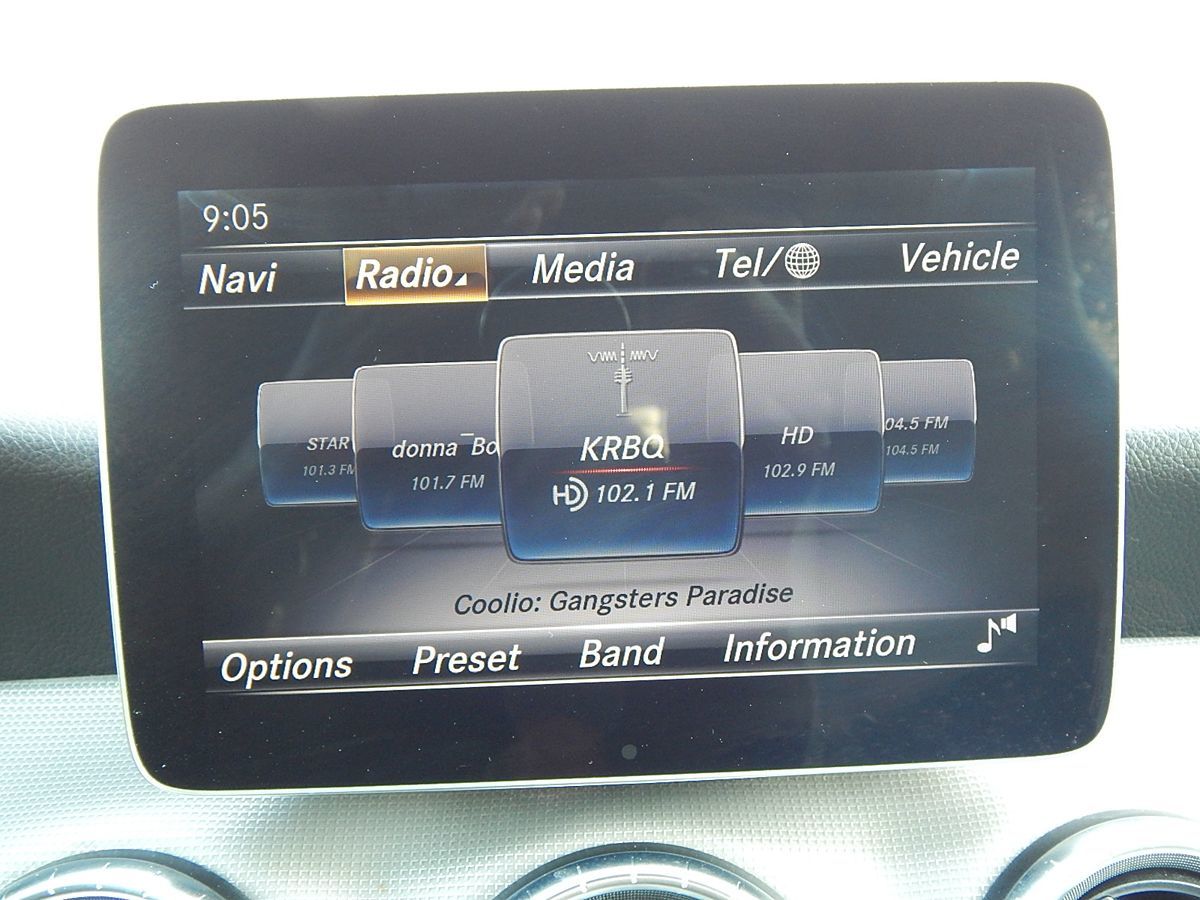 9:05
Navi Radio Media Tel/ Vehicle
STAR donna_Bo KRBQ HD 04.5 FM
101.3 FM 101.7 FM HD 102.1 FM 102.9 FM 104.5 FM
Coolio: Gangsters Paradise
Options Preset Band Information